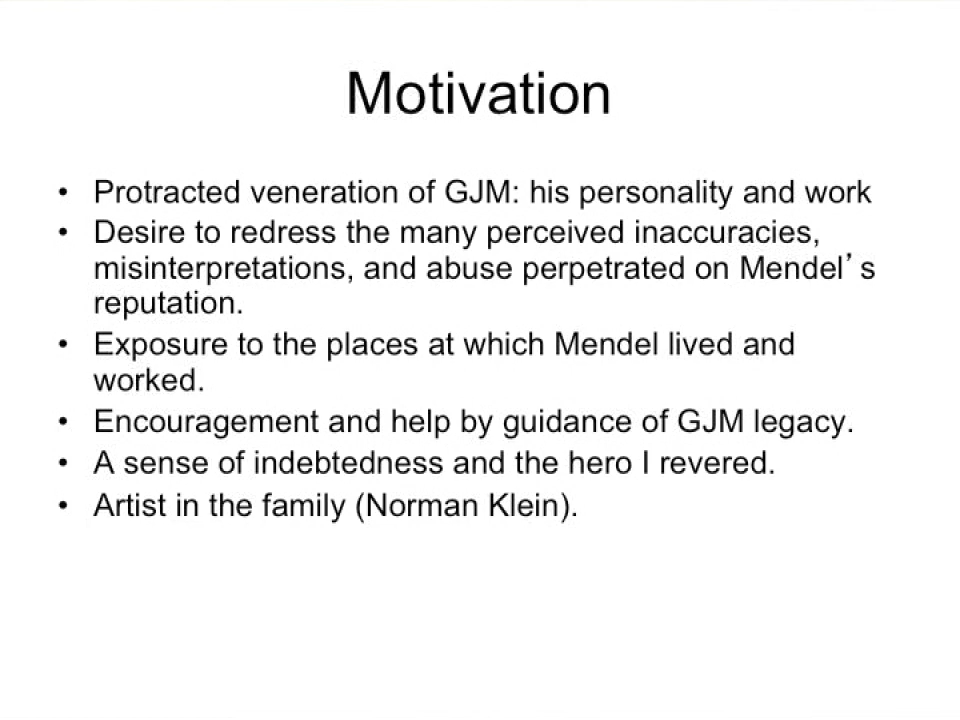 Motivation
• Protracted veneration of GJM: his personality and work
• Desire to redress the many perceived inaccuracies,
misinterpretations, and abuse perpetrated on Mendel’s
reputation.
• Exposure to the places at which Mendel lived and
worked.
• Encouragement and help by guidance of GJM legacy.
• A sense of indebtedness and the hero I revered.
• Artist in the family (Norman Klein).